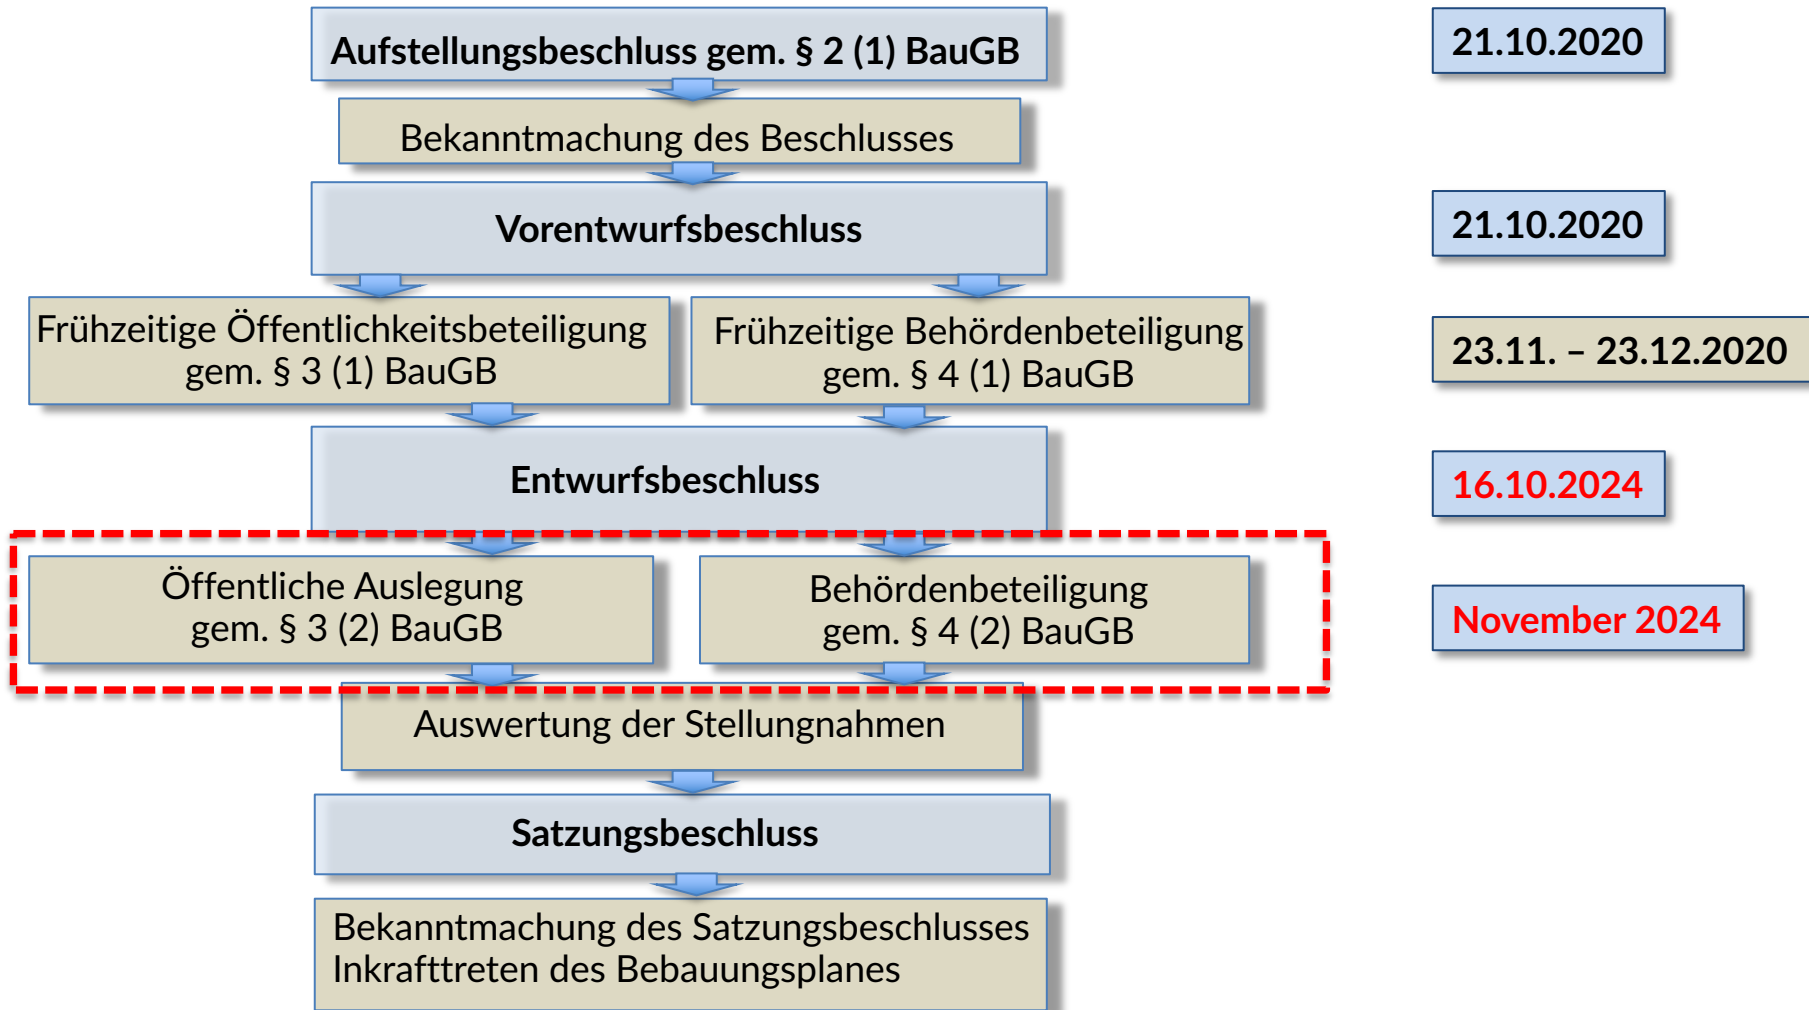 Aufstellungsbeschluss gem. § 2 (1) BauGB
21.10.2020
Bekanntmachung des Beschlusses
Vorentwurfsbeschluss
21.10.2020
Frühzeitige Öffentlichkeitsbeteiligung
gem. § 3 (1) BauGB
Frühzeitige Behördenbeteiligung
gem. § 4 (1) BauGB
23.11. – 23.12.2020
Entwurfsbeschluss
16.10.2024
Öffentliche Auslegung
gem. § 3 (2) BauGB
Behördenbeteiligung
gem. § 4 (2) BauGB
November 2024
Auswertung der Stellungnahmen
Satzungsbeschluss
Bekanntmachung des Satzungsbeschlusses
Inkrafttreten des Bebauungsplanes